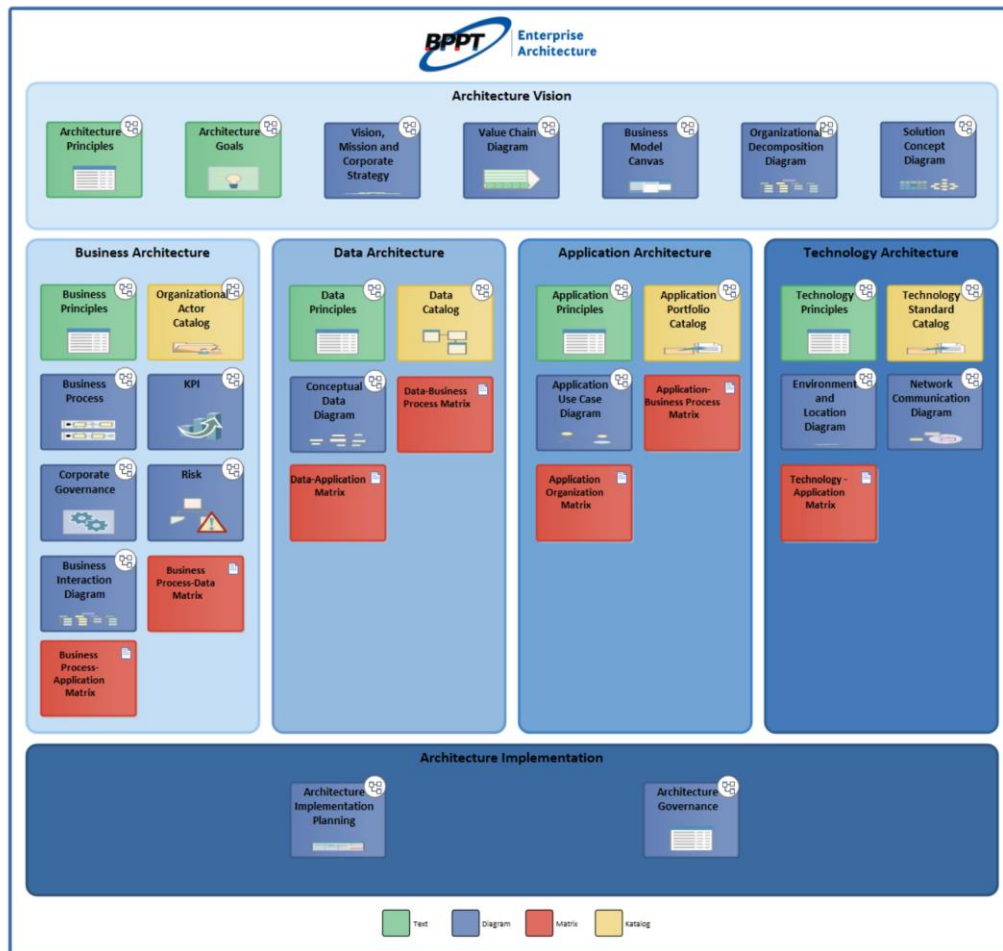 BPPT
Enterprise
Architecture
Architecture Vision
Architecture
Principles
Architecture
Goals
Vision,
Mission and
Corporate
Strategy
Value Chain
Diagram
Business
Model
Canvas
Organizational
Decomposition
Diagram
Solution
Concept
Diagram
Business Architecture
Business
Principles
Organizational
Actor
Catalog
Business
Process
KPI
Corporate
Governance
Risk
Business
Interaction
Diagram
Business
Process-Data
Matrix
Business
Process-
Application
Matrix
Data Architecture
Data
Principles
Data
Catalog
Conceptual
Data
Diagram
Data-Business
Process Matrix
Data-Application
Matrix
Application Architecture
Application
Principles
Application
Portfolio
Catalog
Application
Use Case
Diagram
Application-
Business Process
Matrix
Application
Organization
Matrix
Technology Architecture
Technology
Principles
Technology
Standard
Catalog
Environment
and
Location
Diagram
Network
Communication
Diagram
Technology -
Application
Matrix
Architecture Implementation
Architecture
Implementation
Planning
Architecture
Governance
Text
Diagram
Matrix
Katalog